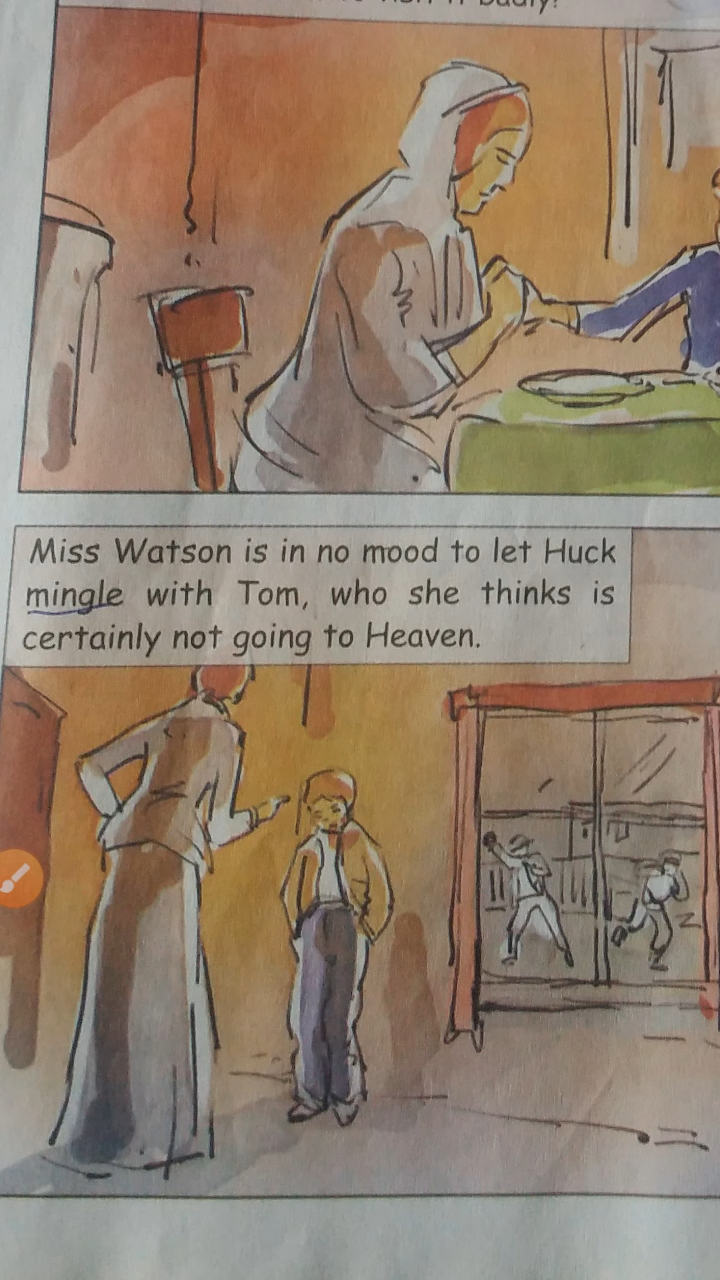 badly!
Miss Watson is in no mood to let Huck
mingle with Tom, who she thinks is
certainly not going to Heaven.